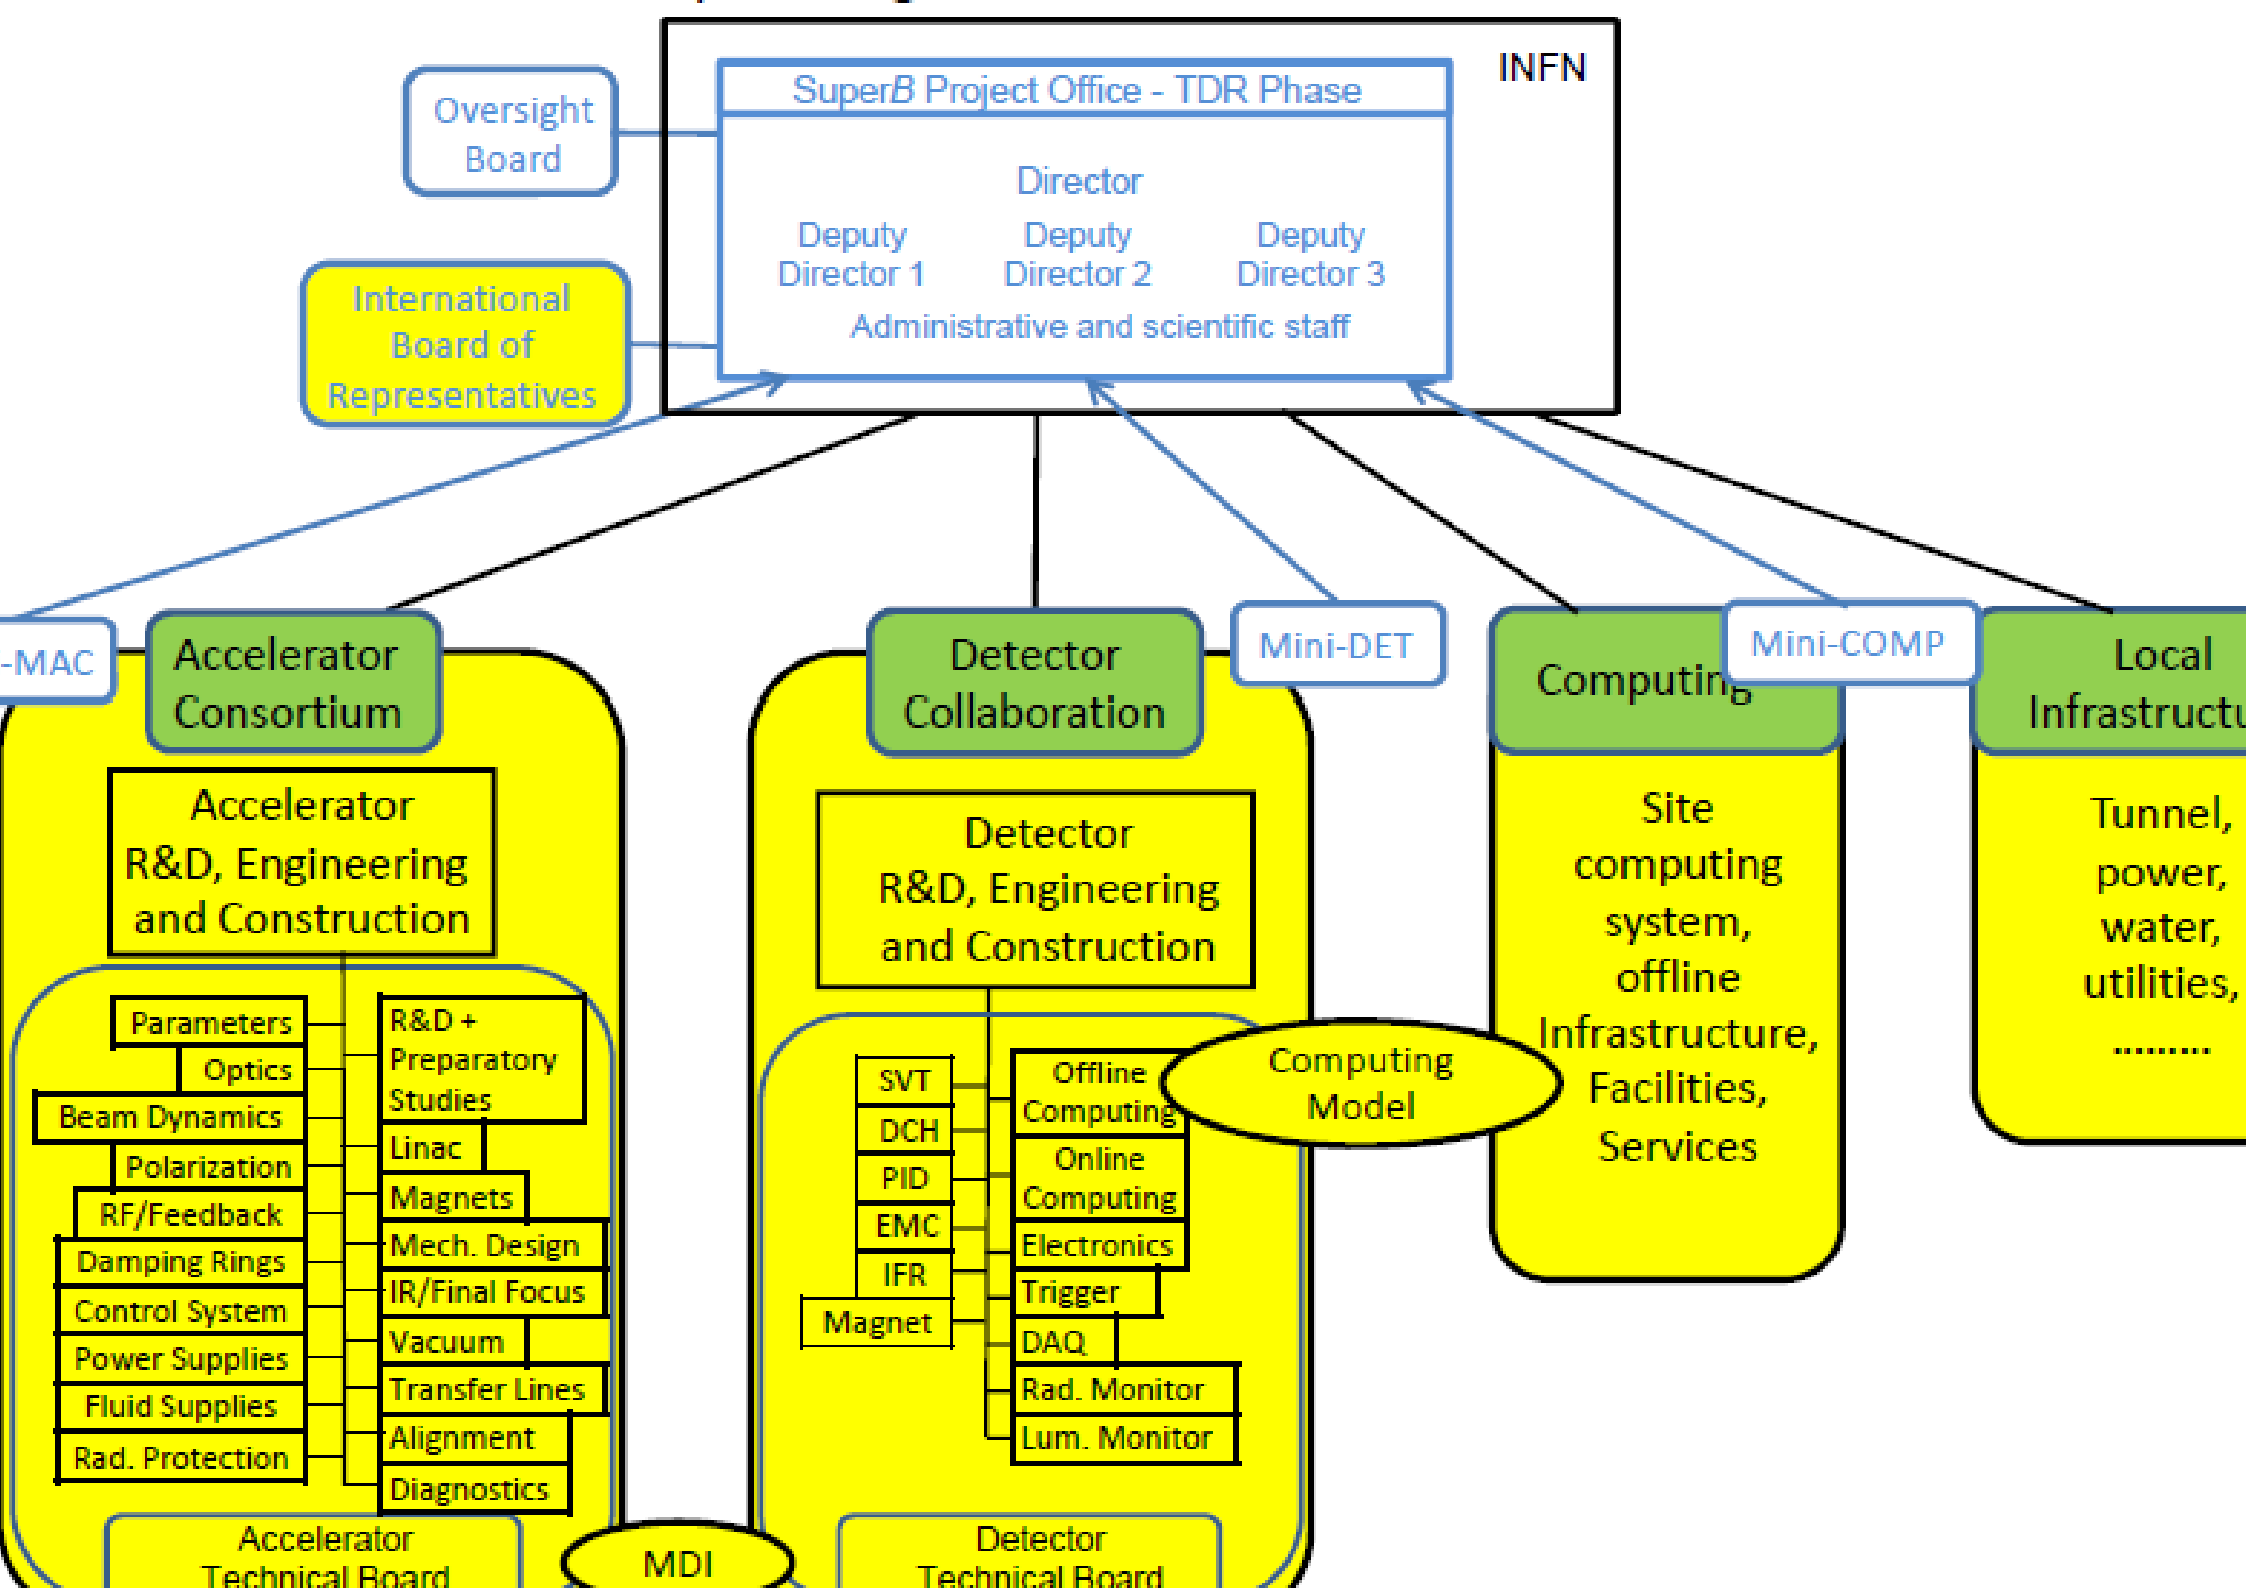 INFN
SuperB Project Office - TDR Phase
Oversight
Board
Director
Deputy
Director 1
Deputy
Director 2
Deputy
Director 3
Administrative and scientific staff
International
Board of
Representatives
-MAC
Accelerator
Consortium
Detector
Collaboration
Mini-DET
Computing
Mini-COMP
Local
Accelerator
R&D, Engineering
and Construction
Parameters
Optics
Beam Dynamics
Polarization
RF/Feedback
Damping Rings
Control System
Power Supplies
Fluid Supplies
Rad. Protection
R&D +
Preparatory
Studies
Linac
Magnets
Mech. Design
IR/Final Focus
Vacuum
Transfer Lines
Alignment
Diagnostics
Accelerator
Technical Board
MDI
Detector
R&D, Engineering
and Construction
SVT
DCH
PID
EMC
IFR
Magnet
Offline
Computing
Online
Computing
Electronics
Trigger
DAQ
Rad. Monitor
Lum. Monitor
Detector
Technical Board
Computing
Model
Site
computing
system,
offline
Infrastructure,
Facilities,
Services
Tunnel,
power,
water,
utilities,
.........